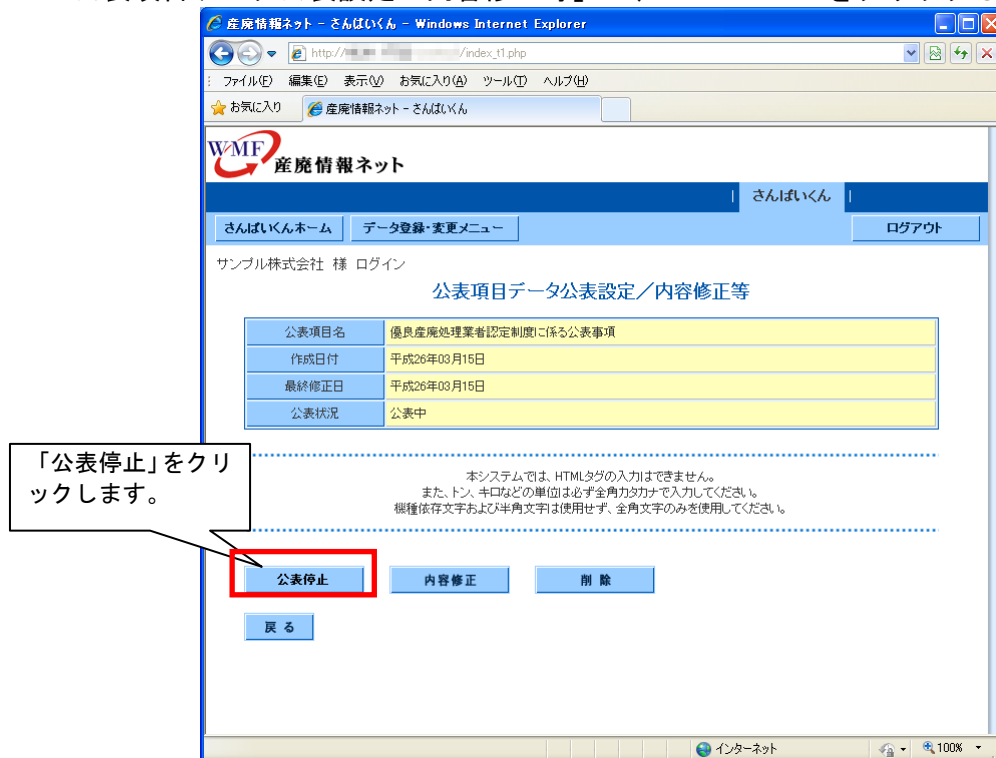 産廃情報ネット - さんぱいくん - Windows Internet Explorer
http:// /index_t1.php
ファイル(F) 編集(E) 表示(V) お気に入り(A) ツール(T) ヘルプ(H)
お気に入り 産廃情報ネット - さんぱいくん
WMF 産廃情報ネット
| さんぱいくん |
さんぱいくんホーム データ登録・変更メニュー ログアウト
サンプル株式会社 様 ログイン
公表項目データ公表設定／内容修正等
公表項目名 優良産廃処理業者認定制度に係る公表事項
作成日付 平成26年03月15日
最終修正日 平成26年03月15日
公表状況 公表中
「公表停止」をクリ
ックします。
本システムでは、HTMLタグの入力はできません。
また、トン、キロなどの単位は必ず全角カタカナで入力してください。
機種依存文字および半角文字は使用せず、全角文字のみを使用してください。
公表停止 内容修正 削 除
戻 る
インターネット 100%